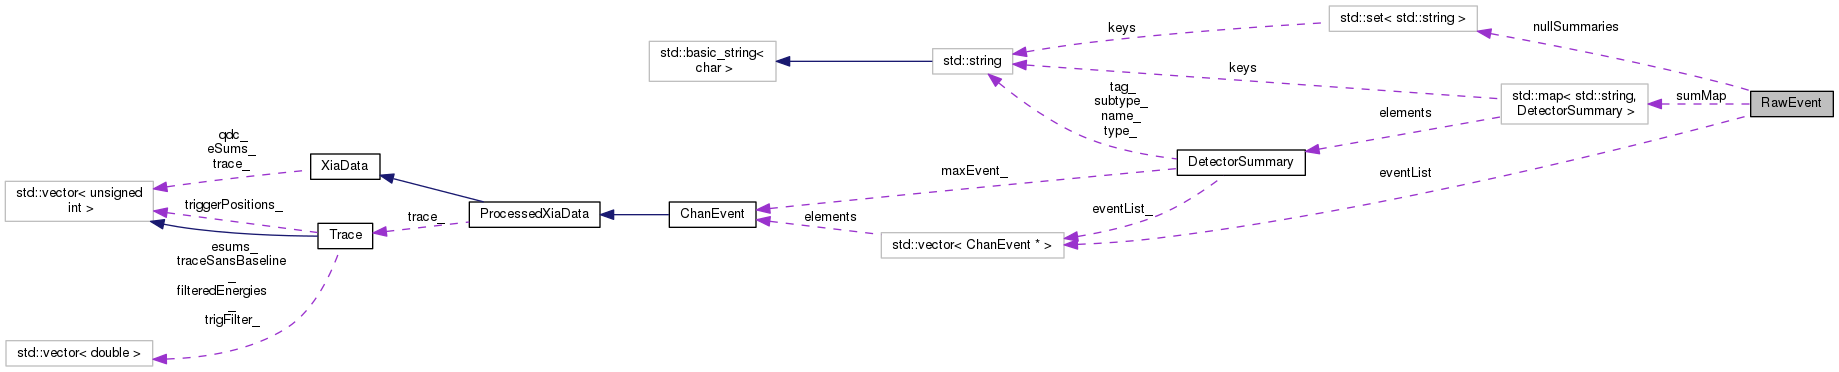 std::set< std::string >
nullSummaries
keys
std::basic_string<
char >
std::string
keys
std::map< std::string,
DetectorSummary >
sumMap
RawEvent
tag_
subtype_
name_
type_
elements
qdc_
eSums_
trace_
XiaData
DetectorSummary
maxEvent_
eventList
std::vector< unsigned
int >
triggerPositions_
trace_
ProcessedXiaData
ChanEvent
elements
eventList_
Trace
std::vector< ChanEvent * >
esums_
traceSansBaseline
_
filteredEnergies
_
trigFilter_
std::vector< double >